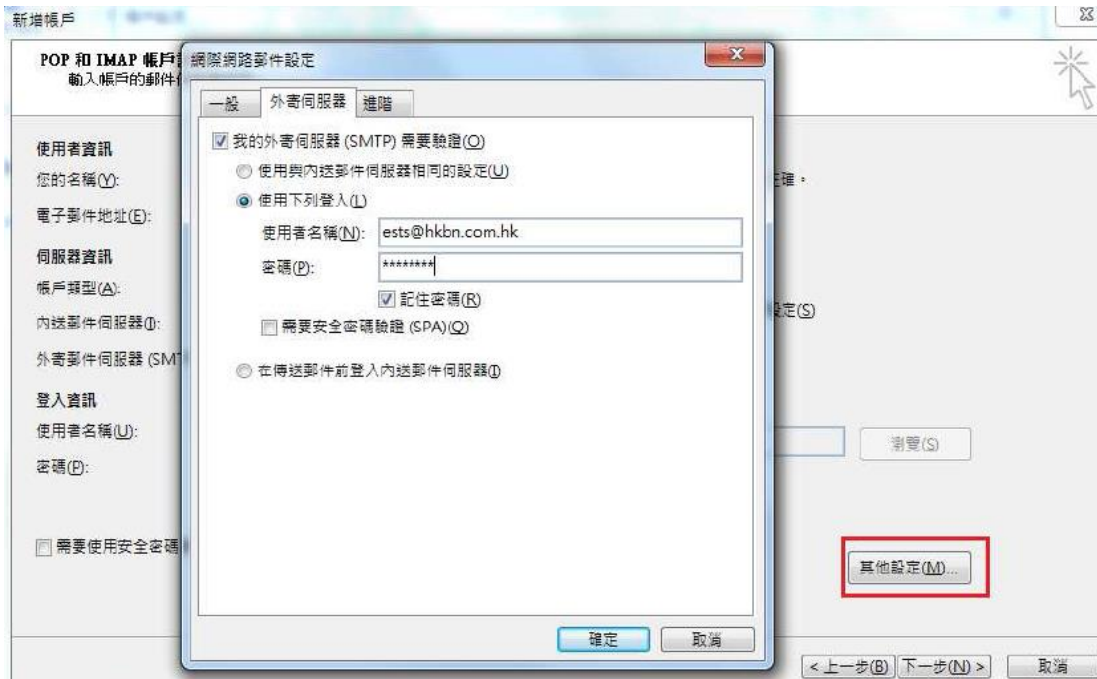 新增帳戶
POP 和 IMAP 帳戶
輸入帳戶的郵件
網際網路郵件設定
一般 外寄伺服器 進階
我的外寄伺服器 (SMTP) 需要驗證(O)
使用與內送郵件伺服器相同的設定(U)
使用下列登入(L)
使用者名稱(N): ests@hkbn.com.hk
密碼(P): ********
記住密碼(R)
需要安全密碼驗證 (SPA)(Q)
在傳送郵件前登入內送郵件伺服器(I)
確定 取消
使用者資訊
您的名稱(Y):
確。
電子郵件地址(E):
伺服器資訊
帳戶類型(A):
設定(S)
內送郵件伺服器(I):
外寄郵件伺服器 (SMT
登入資訊
使用者名稱(U):
瀏覽(S)
密碼(P):
需要使用安全密碼
其他設定(M)...
< 上一步(B) 下一步(N) > 取消